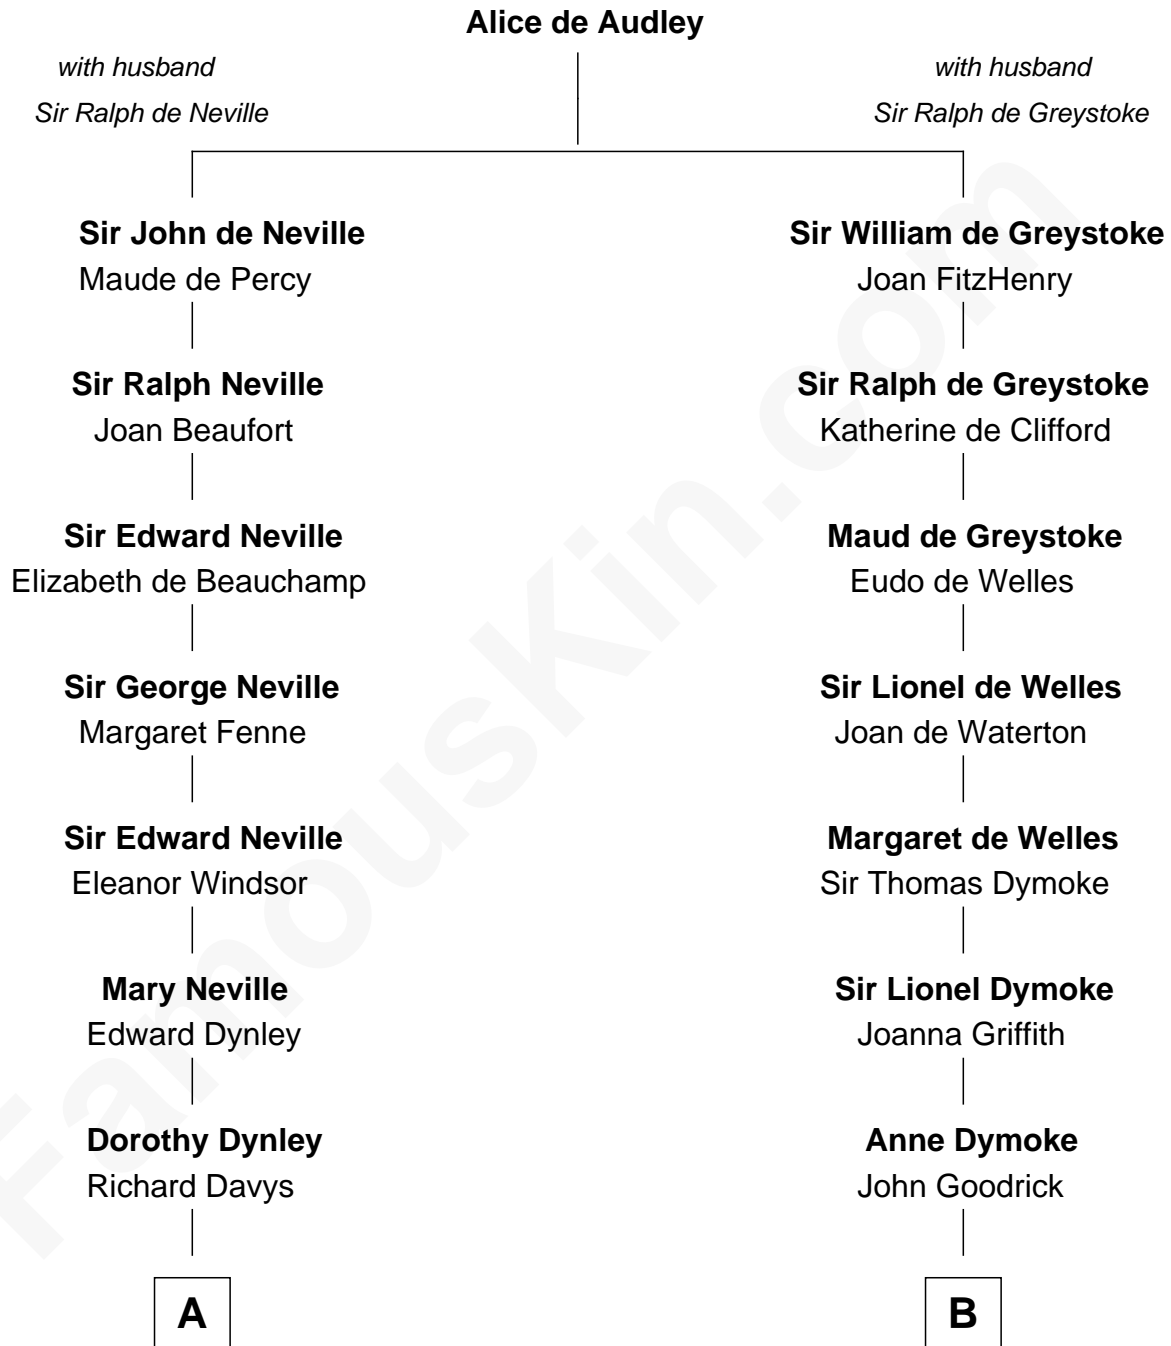 Alice de Audley
with husband
Sir Ralph de Neville
with husband
Sir Ralph de Greystoke
Sir John de Neville
Maude de Percy
Sir William de Greystoke
Joan FitzHenry
Sir Ralph Neville
Joan Beaufort
Sir Ralph de Greystoke
Katherine de Clifford
Sir Edward Neville
Elizabeth de Beauchamp
Maud de Greystoke
Eudo de Welles
Sir George Neville
Margaret Fenne
Sir Lionel de Welles
Joan de Waterton
Sir Edward Neville
Eleanor Windsor
Margaret de Welles
Sir Thomas Dymoke
Mary Neville
Edward Dynley
Sir Lionel Dymoke
Joanna Griffith
Dorothy Dynley
Richard Davys
Anne Dymoke
John Goodrick
A
B
FamousKin.com